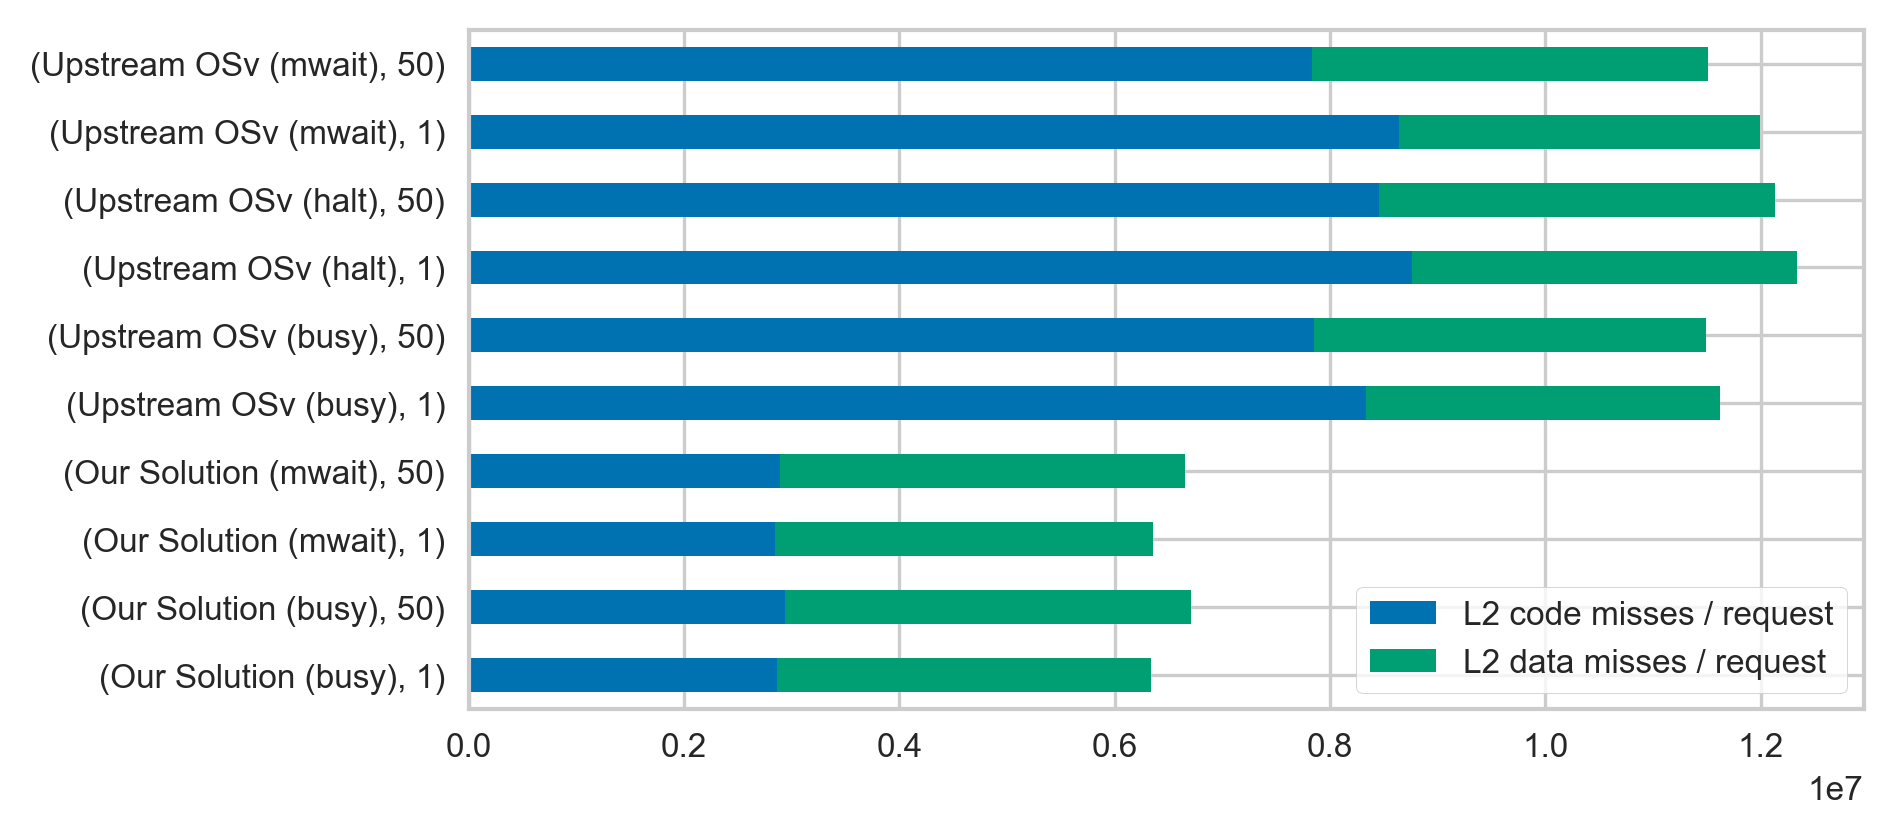 (Upstream OSv (mwait), 50)
(Upstream OSv (mwait), 1)
(Upstream OSv (halt), 50)
(Upstream OSv (halt), 1)
(Upstream OSv (busy), 50)
(Upstream OSv (busy), 1)
(Our Solution (mwait), 50)
(Our Solution (mwait), 1)
(Our Solution (busy), 50)
(Our Solution (busy), 1)
L2 code misses / request
L2 data misses / request
0.0 0.2 0.4 0.6 0.8 1.0 1.2
1e7